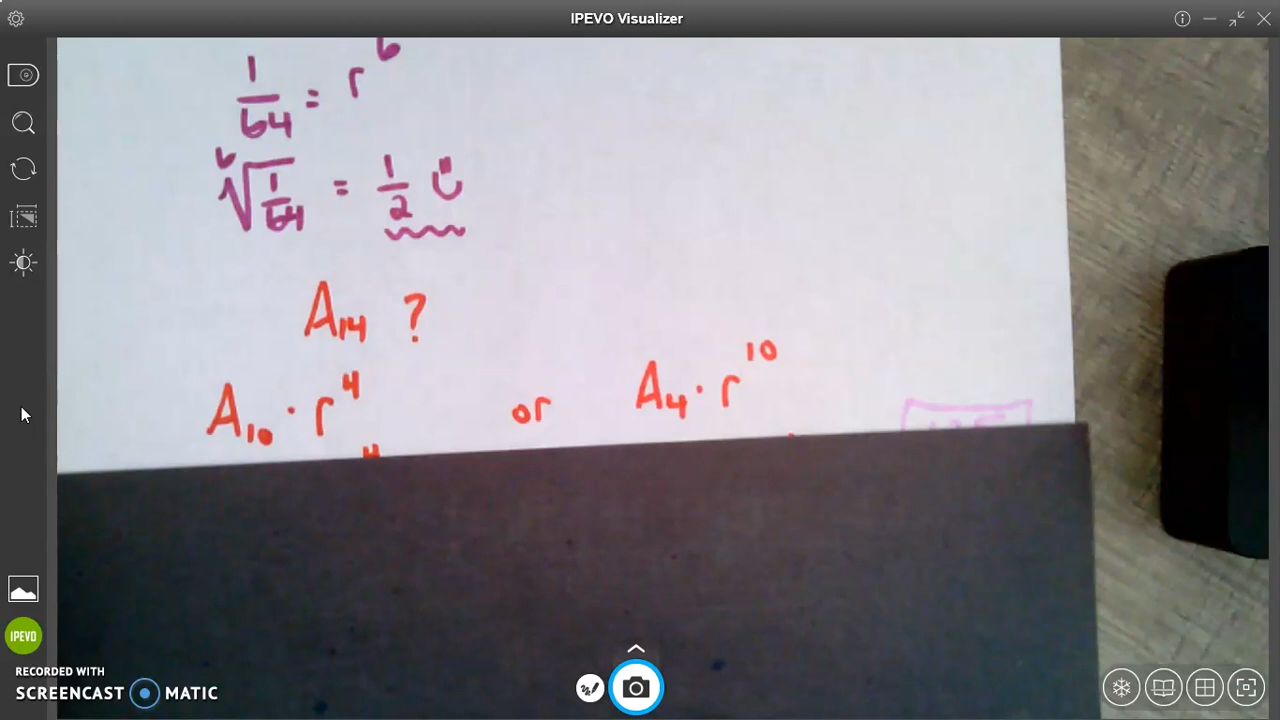 IPEVO Visualizer
1/64 = r^6
^6√(1/64) = 1/2
A₁₄ ?
A₁₀ · r^4 or A₄ · r^10
4
IPEVO
RECORDED WITH
SCREENCAST MATIC